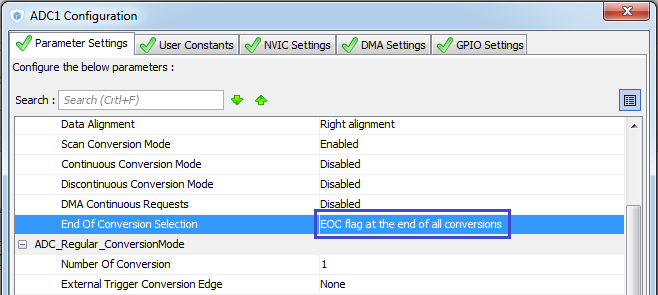 ADC1 Configuration
Parameter Settings User Constants NVIC Settings DMA Settings GPIO Settings
Configure the below parameters :
Search : Search (Crtl+F)
Data Alignment Right alignment
Scan Conversion Mode Enabled
Continuous Conversion Mode Disabled
Discontinuous Conversion Mode Disabled
DMA Continuous Requests Disabled
End Of Conversion Selection EOC flag at the end of all conversions
ADC_Regular_ConversionMode
Number Of Conversion 1
External Trigger Conversion Edge None